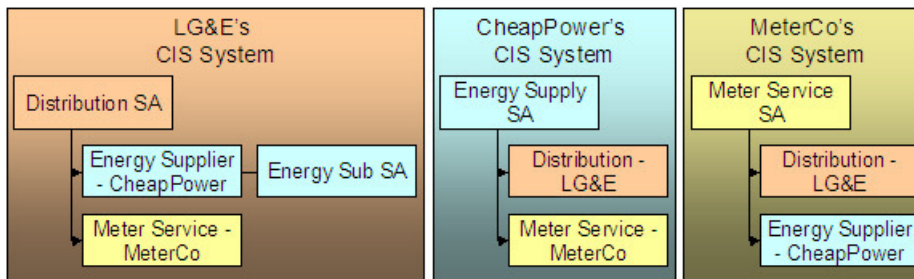 LG&E's
CIS System
Distribution SA
Energy Supplier
- CheapPower
Energy Sub SA
Meter Service -
MeterCo
CheapPower's
CIS System
Energy Supply
SA
Distribution -
LG&E
Meter Service -
MeterCo
MeterCo's
CIS System
Meter Service
SA
Distribution -
LG&E
Energy Supplier
- CheapPower